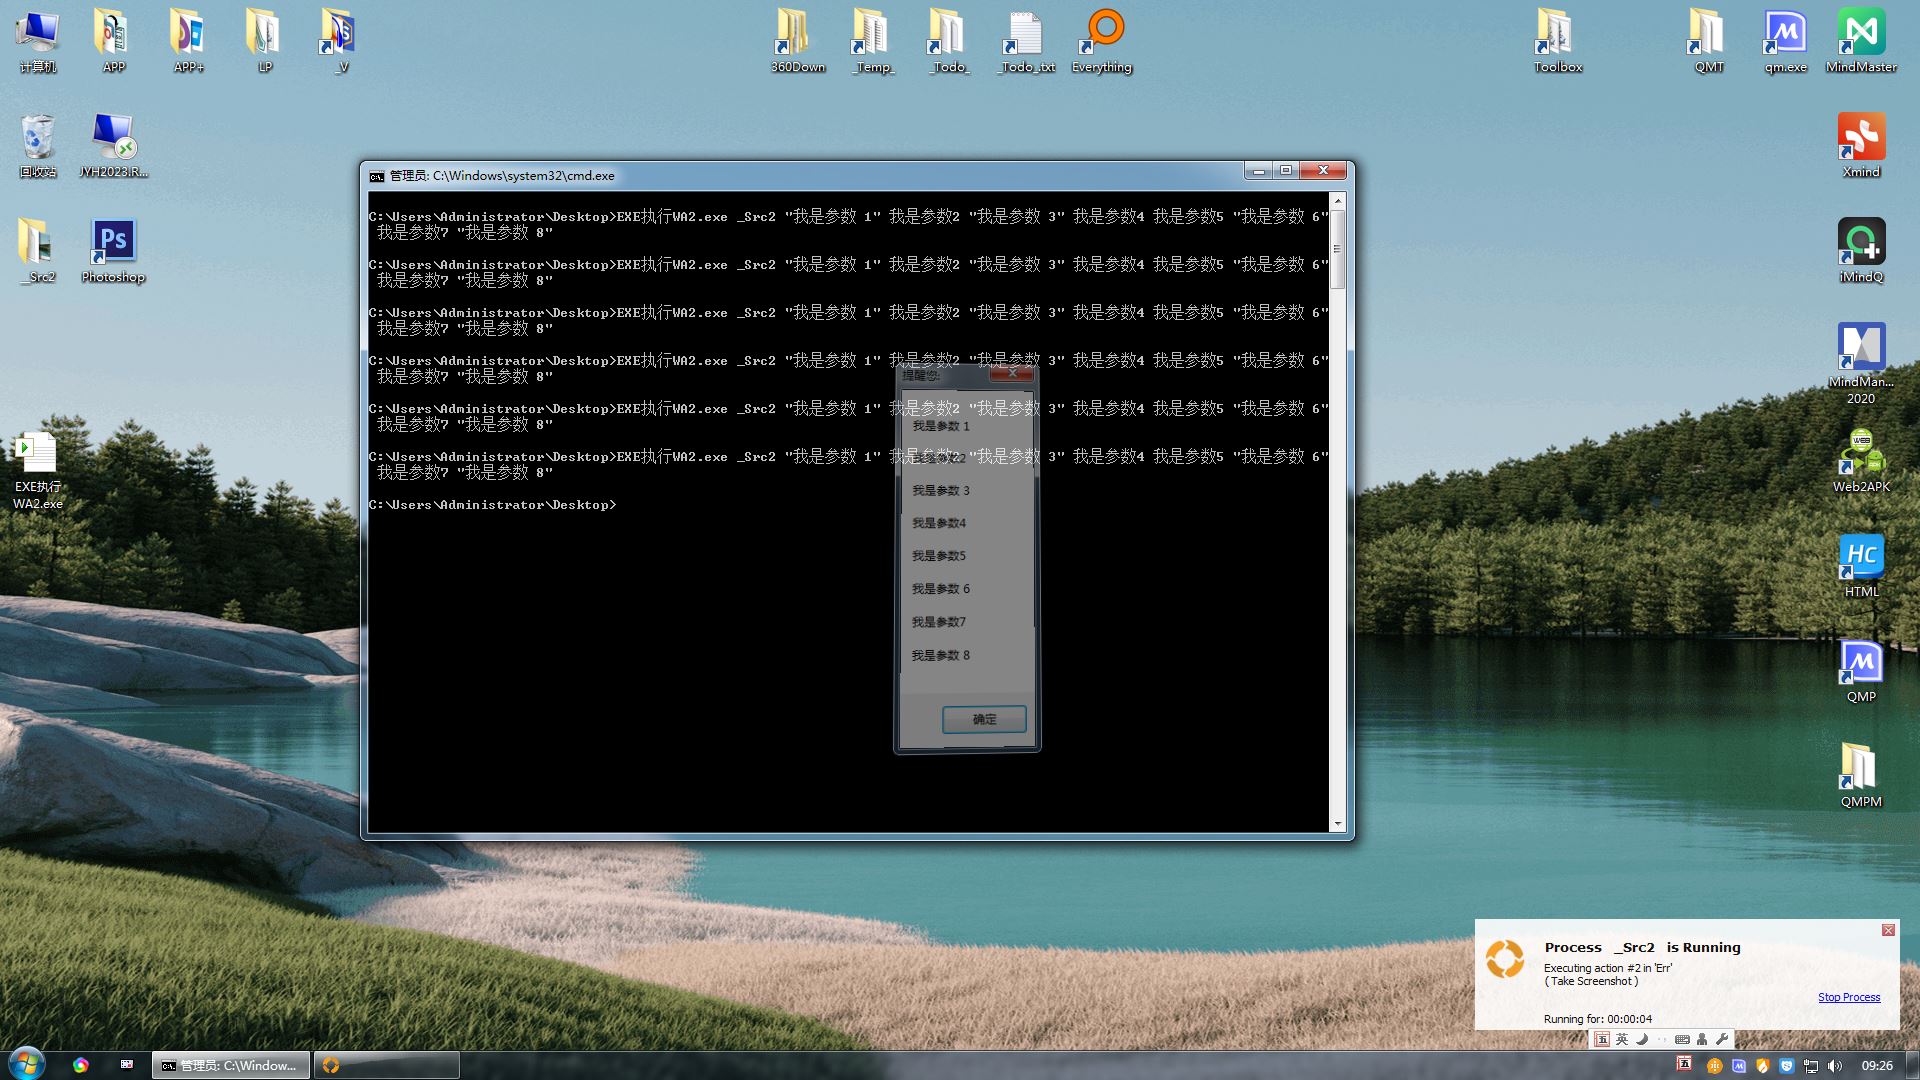 计算机
APP
APP+
LP
_V
360Down
_Temp_
_Todo_
_Todo_.txt
Everything
Toolbox
QMT
qm.exe
MindMaster
回收站
JYH2023.R...
Xmind
__Src2
Photoshop
iMindQ
MindMan...
2020
EXE执行
WA2.exe
WEB
Web2APK
HC
HTML
QMP
QMPM
管理员: C:\Windows\system32\cmd.exe
C:\Users\Administrator\Desktop>EXE执行WA2.exe _Src2 "我是参数 1" 我是参数2 "我是参数 3" 我是参数4 我是参数5 "我是参数 6"
我是参数7 "我是参数 8"
C:\Users\Administrator\Desktop>EXE执行WA2.exe _Src2 "我是参数 1" 我是参数2 "我是参数 3" 我是参数4 我是参数5 "我是参数 6"
我是参数7 "我是参数 8"
C:\Users\Administrator\Desktop>EXE执行WA2.exe _Src2 "我是参数 1" 我是参数2 "我是参数 3" 我是参数4 我是参数5 "我是参数 6"
我是参数7 "我是参数 8"
C:\Users\Administrator\Desktop>EXE执行WA2.exe _Src2 "我是参数 1" 我是参数2 "我是参数 3" 我是参数4 我是参数5 "我是参数 6"
我是参数7 "我是参数 8"
C:\Users\Administrator\Desktop>EXE执行WA2.exe _Src2 "我是参数 1" 我是参数2 "我是参数 3" 我是参数4 我是参数5 "我是参数 6"
我是参数7 "我是参数 8"
C:\Users\Administrator\Desktop>EXE执行WA2.exe _Src2 "我是参数 1" 我是参数2 "我是参数 3" 我是参数4 我是参数5 "我是参数 6"
我是参数7 "我是参数 8"
C:\Users\Administrator\Desktop>
提醒您:
我是参数 1
我是参数2
我是参数 3
我是参数4
我是参数5
我是参数 6
我是参数7
我是参数 8
确定
Process _Src2 is Running
Executing action #2 in 'Err'
( Take Screenshot )
Stop Process
Running for: 00:00:04
五 英
管理员: C:\Window...
五
09:26